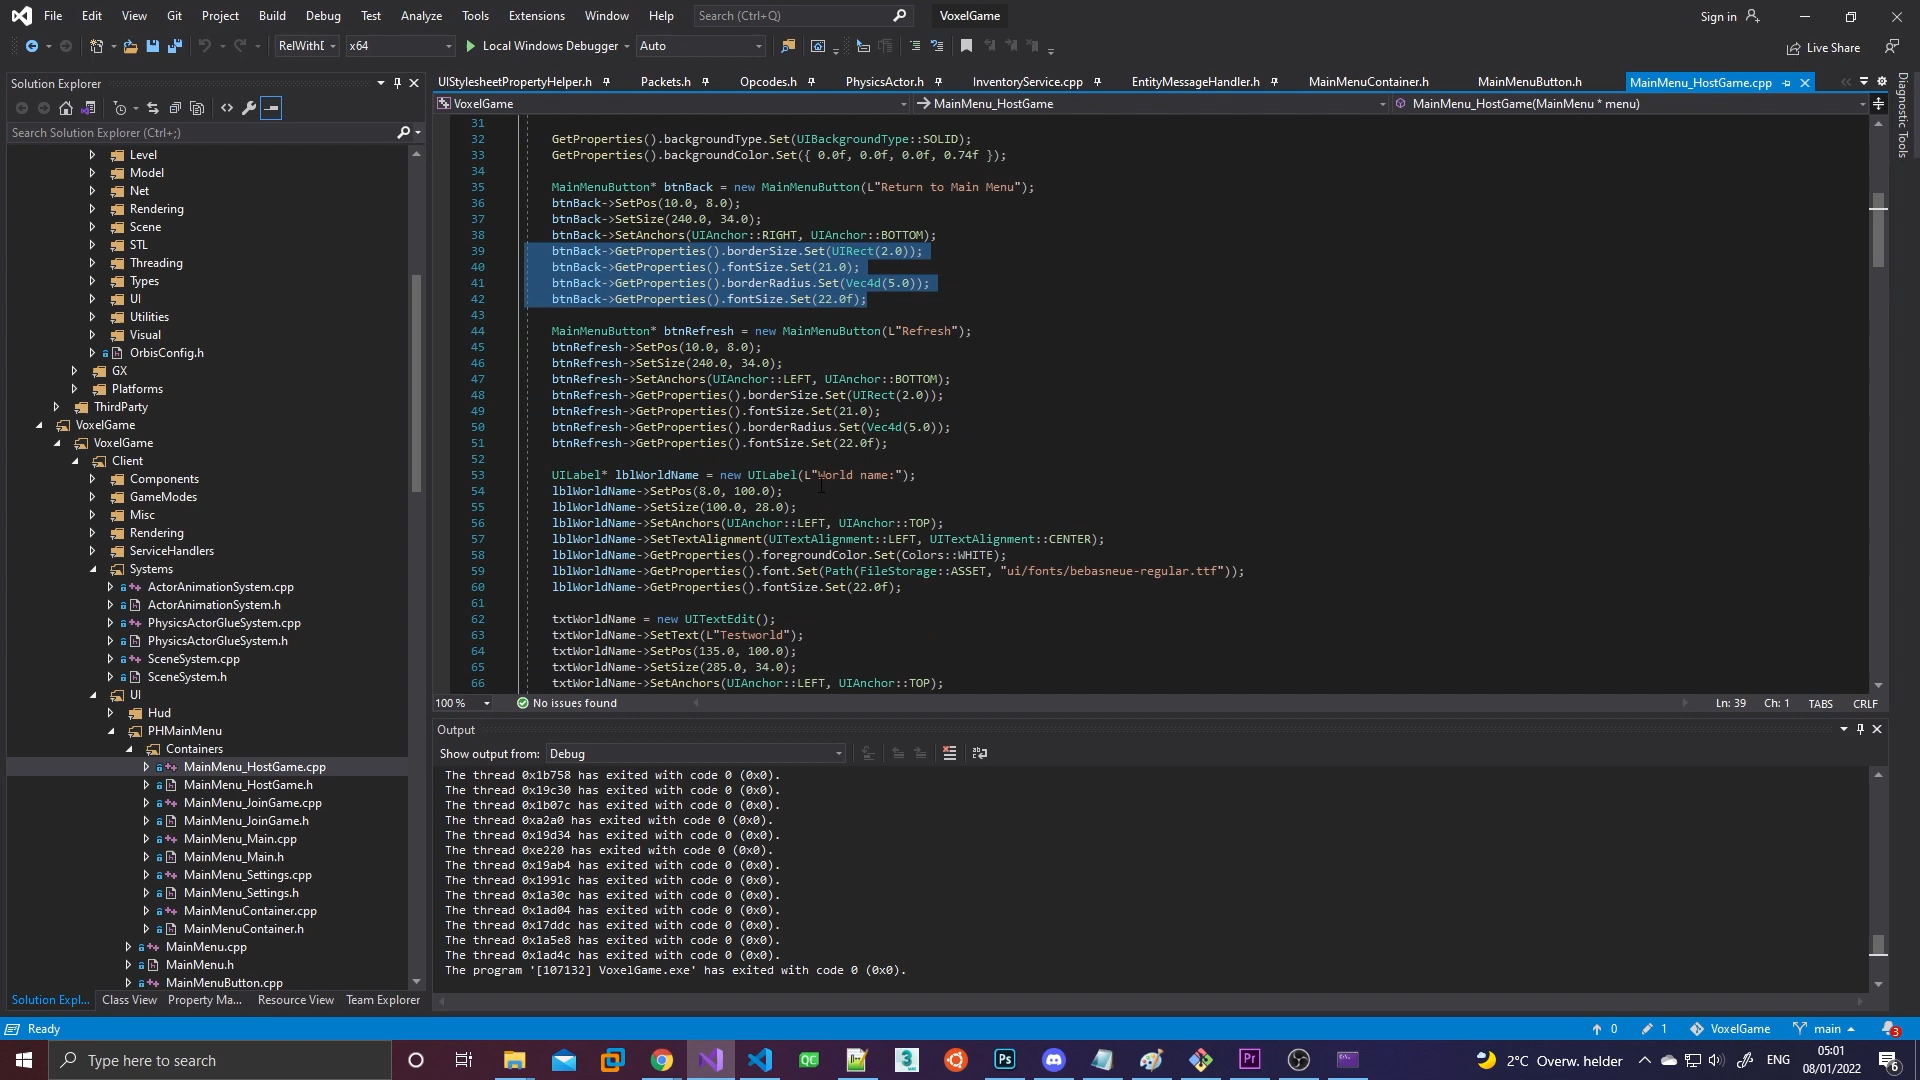 File Edit View Git Project Build Debug Test Analyze Tools Extensions Window Help Search (Ctrl+Q) VoxelGame Sign in
RelWithD x64 Local Windows Debugger Auto Live Share
Solution Explorer
Search Solution Explorer (Ctrl+;)
Level
Model
Net
Rendering
Scene
STL
Threading
Types
UI
Utilities
Visual
OrbisConfig.h
GX
Platforms
ThirdParty
VoxelGame
VoxelGame
Client
Components
GameModes
Misc
Rendering
ServiceHandlers
Systems
ActorAnimationSystem.cpp
ActorAnimationSystem.h
PhysicsActorGlueSystem.cpp
PhysicsActorGlueSystem.h
SceneSystem.cpp
SceneSystem.h
UI
Hud
PHMainMenu
Containers
MainMenu_HostGame.cpp
MainMenu_HostGame.h
MainMenu_JoinGame.cpp
MainMenu_JoinGame.h
MainMenu_Main.cpp
MainMenu_Main.h
MainMenu_Settings.cpp
MainMenu_Settings.h
MainMenuContainer.cpp
MainMenuContainer.h
MainMenu.cpp
MainMenu.h
MainMenuButton.cpp
Solution Expl... Class View Property Ma... Resource View Team Explorer
UIStylesheetPropertyHelper.h Packets.h Opcodes.h PhysicsActor.h InventoryService.cpp EntityMessageHandler.h MainMenuContainer.h MainMenuButton.h MainMenu_HostGame.cpp
VoxelGame MainMenu_HostGame MainMenu_HostGame(MainMenu * menu)
31
32 GetProperties().backgroundType.Set(UIBackgroundType::SOLID);
33 GetProperties().backgroundColor.Set({ 0.0f, 0.0f, 0.0f, 0.74f });
34
35 MainMenuButton* btnBack = new MainMenuButton(L"Return to Main Menu");
36 btnBack->SetPos(10.0, 8.0);
37 btnBack->SetSize(240.0, 34.0);
38 btnBack->SetAnchors(UIAnchor::RIGHT, UIAnchor::BOTTOM);
39 btnBack->GetProperties().borderSize.Set(UIRect(2.0));
40 btnBack->GetProperties().fontSize.Set(21.0);
41 btnBack->GetProperties().borderRadius.Set(Vec4d(5.0));
42 btnBack->GetProperties().fontSize.Set(22.0f);
43
44 MainMenuButton* btnRefresh = new MainMenuButton(L"Refresh");
45 btnRefresh->SetPos(10.0, 8.0);
46 btnRefresh->SetSize(240.0, 34.0);
47 btnRefresh->SetAnchors(UIAnchor::LEFT, UIAnchor::BOTTOM);
48 btnRefresh->GetProperties().borderSize.Set(UIRect(2.0));
49 btnRefresh->GetProperties().fontSize.Set(21.0);
50 btnRefresh->GetProperties().borderRadius.Set(Vec4d(5.0));
51 btnRefresh->GetProperties().fontSize.Set(22.0f);
52
53 UILabel* lblWorldName = new UILabel(L"World name:");
54 lblWorldName->SetPos(8.0, 100.0);
55 lblWorldName->SetSize(100.0, 28.0);
56 lblWorldName->SetAnchors(UIAnchor::LEFT, UIAnchor::TOP);
57 lblWorldName->SetTextAlignment(UITextAlignment::LEFT, UITextAlignment::CENTER);
58 lblWorldName->GetProperties().foregroundColor.Set(Colors::WHITE);
59 lblWorldName->GetProperties().font.Set(Path(FileStorage::ASSET, "ui/fonts/bebasneue-regular.ttf"));
60 lblWorldName->GetProperties().fontSize.Set(22.0f);
61
62 txtWorldName = new UITextEdit();
63 txtWorldName->SetText(L"Testworld");
64 txtWorldName->SetPos(135.0, 100.0);
65 txtWorldName->SetSize(285.0, 34.0);
66 txtWorldName->SetAnchors(UIAnchor::LEFT, UIAnchor::TOP);
100 % No issues found Ln: 39 Ch: 1 TABS CRLF
Output
Show output from: Debug
The thread 0x1b758 has exited with code 0 (0x0).
The thread 0x19c30 has exited with code 0 (0x0).
The thread 0x1b07c has exited with code 0 (0x0).
The thread 0xa2a0 has exited with code 0 (0x0).
The thread 0x19d34 has exited with code 0 (0x0).
The thread 0xe220 has exited with code 0 (0x0).
The thread 0x19ab4 has exited with code 0 (0x0).
The thread 0x1991c has exited with code 0 (0x0).
The thread 0x1a30c has exited with code 0 (0x0).
The thread 0x1ad04 has exited with code 0 (0x0).
The thread 0x17ddc has exited with code 0 (0x0).
The thread 0x1a5e8 has exited with code 0 (0x0).
The thread 0x1ad4c has exited with code 0 (0x0).
The program '[107132] VoxelGame.exe' has exited with code 0 (0x0).
Diagnostic Tools
Ready 0 1 VoxelGame main 3
Type here to search QC Ps Pr 2°C Overw. helder ENG 05:01 6
08/01/2022